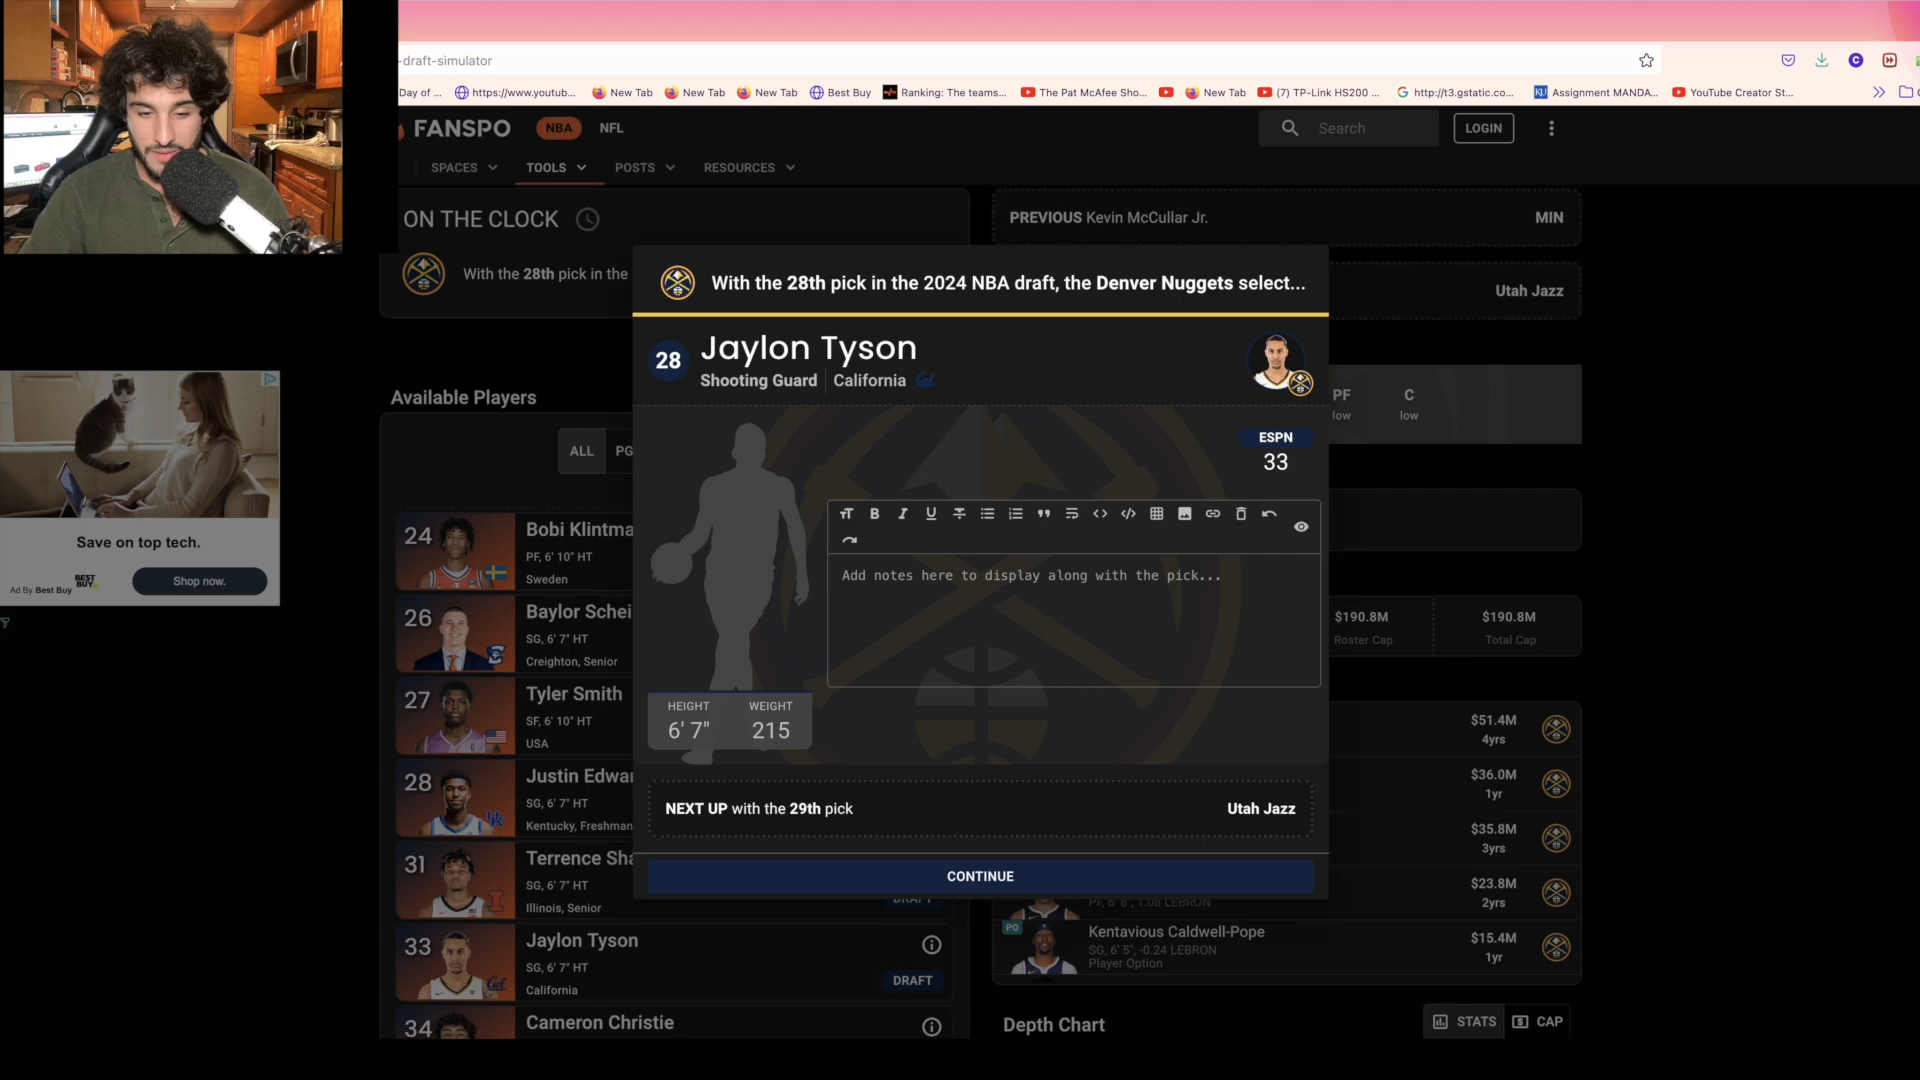 -draft-simulator
Day of ...
https://www.youtub...
New Tab
New Tab
New Tab
Best Buy
Ranking: The teams...
The Pat McAfee Sho...
New Tab
(7) TP-Link HS200 ...
http://t3.gstatic.co...
Assignment MANDA...
YouTube Creator St...
FANSPO
NBA
NFL
Search
LOGIN
SPACES
TOOLS
POSTS
RESOURCES
ON THE CLOCK
With the 28th pick in the
PREVIOUS Kevin McCullar Jr.
MIN
Utah Jazz
With the 28th pick in the 2024 NBA draft, the Denver Nuggets select...
28
Jaylon Tyson
Shooting Guard
California
Cal
ESPN
33
PF
low
C
low
Available Players
ALL
PG
Add notes here to display along with the pick...
HEIGHT
6' 7"
WEIGHT
215
NEXT UP with the 29th pick
Utah Jazz
CONTINUE
24
Bobi Klintma
PF, 6' 10" HT
Sweden
26
Baylor Schei
SG, 6' 7" HT
Creighton, Senior
27
Tyler Smith
SF, 6' 10" HT
USA
28
Justin Edwar
SG, 6' 7" HT
Kentucky, Freshman
31
Terrence Sha
SG, 6' 7" HT
Illinois, Senior
DRAFT
33
Jaylon Tyson
SG, 6' 7" HT
California
DRAFT
34
Cameron Christie
$190.8M
Roster Cap
$190.8M
Total Cap
$51.4M
4yrs
$36.0M
1yr
$35.8M
3yrs
$23.8M
2yrs
PF, 6' 8", 1.08 LEBRON
PO
Kentavious Caldwell-Pope
SG, 6' 5", -0.24 LEBRON
Player Option
$15.4M
1yr
Depth Chart
STATS
CAP
Save on top tech.
Ad By Best Buy
BEST BUY
Shop now.